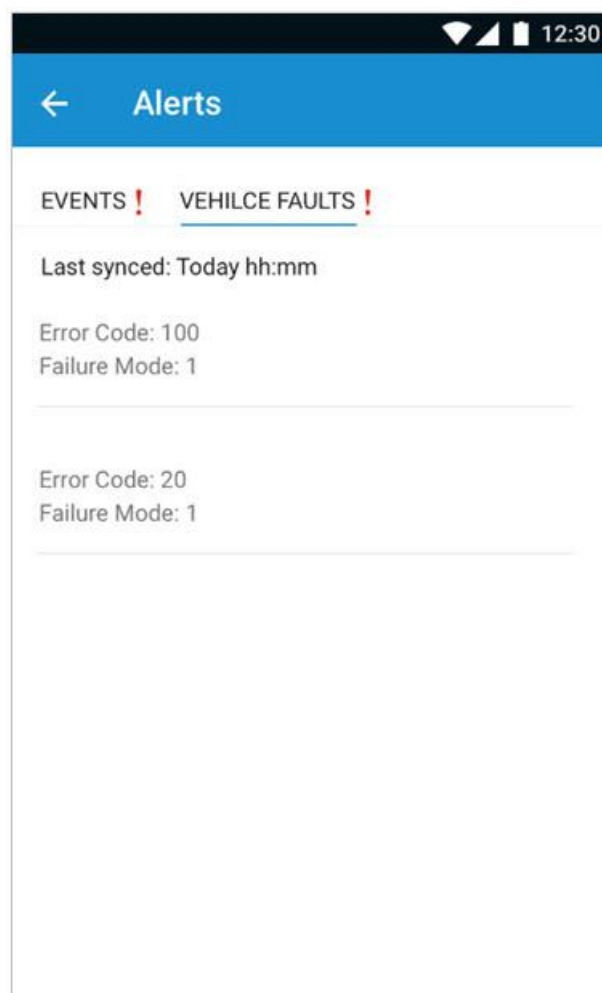 12:30
Alerts
EVENTS ! VEHILCE FAULTS !
Last synced: Today hh:mm
Error Code: 100
Failure Mode: 1
Error Code: 20
Failure Mode: 1